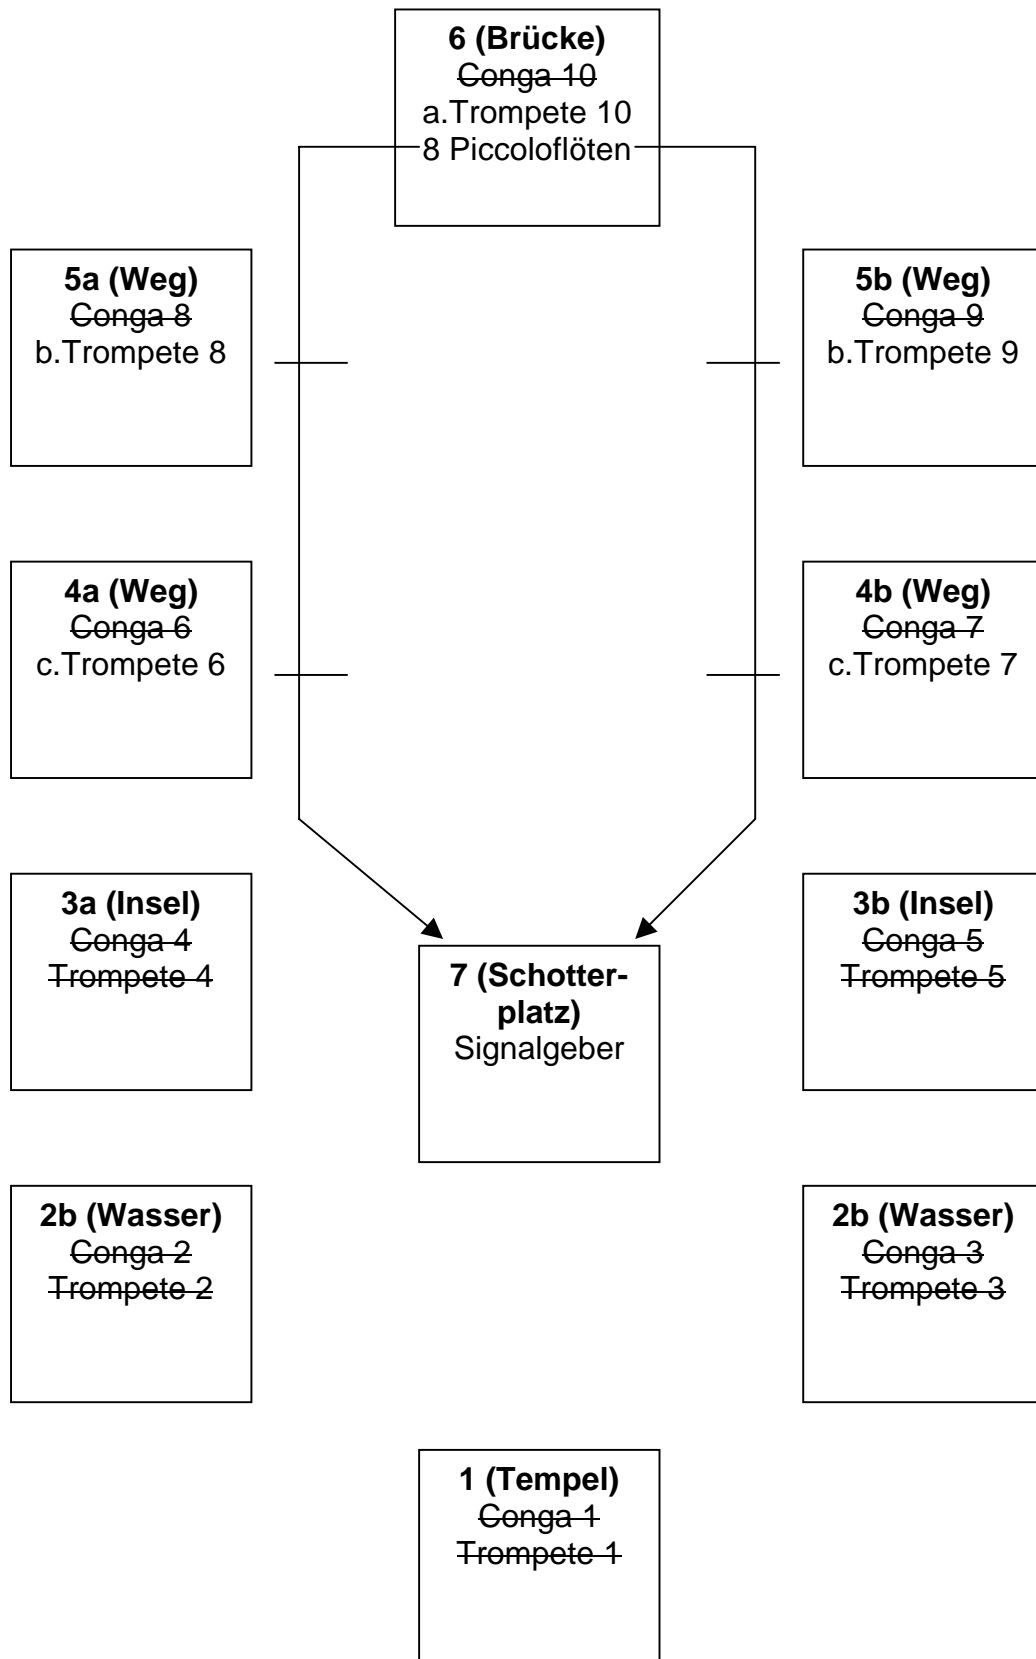 6 (Brücke)
Conga 10
a.Trompete 10
8 Piccoloflöten
5a (Weg)
Conga 8
b.Trompete 8
5b (Weg)
Conga 9
b.Trompete 9
4a (Weg)
Conga 6
c.Trompete 6
4b (Weg)
Conga 7
c.Trompete 7
3a (Insel)
Conga 4
Trompete 4
3b (Insel)
Conga 5
Trompete 5
7 (Schotter-
platz)
Signalgeber
2b (Wasser)
Conga 2
Trompete 2
2b (Wasser)
Conga 3
Trompete 3
1 (Tempel)
Conga 1
Trompete 1